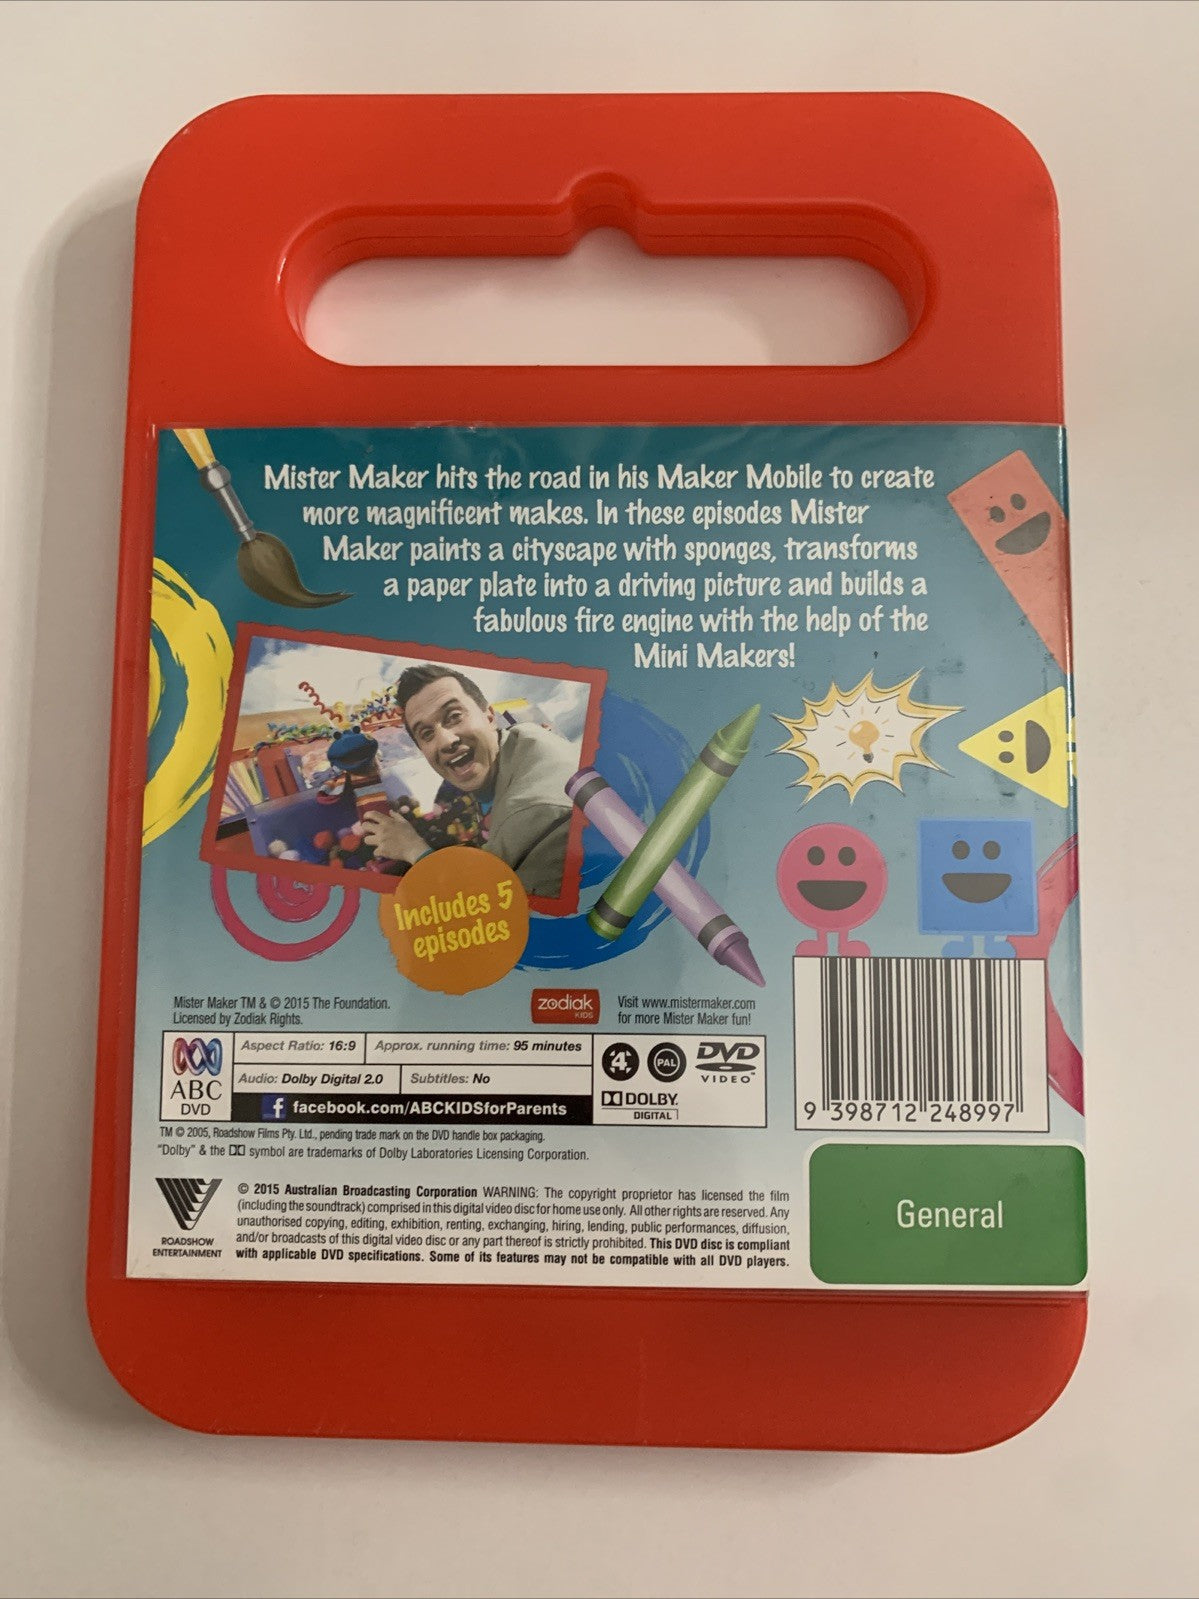 Mister Maker hits the road in his Maker Mobile to create
more magnificent makes. In these episodes Mister
Maker paints a cityscape with sponges, transforms
a paper plate into a driving picture and builds a
fabulous fire engine with the help of the
Mini Makers!
Includes 5
episodes
Mister Maker TM & © 2015 The Foundation.
Licensed by Zodiak Rights.
zodiak
KIDS
Visit www.mistermaker.com
for more Mister Maker fun!
ABC
DVD
Aspect Ratio: 16:9
Approx. running time: 95 minutes
Audio: Dolby Digital 2.0
Subtitles: No
f facebook.com/ABCKIDSforParents
4
PAL
DVD
VIDEO™
DOLBY
DIGITAL
9 398712 248997
TM © 2005, Roadshow Films Pty. Ltd., pending trade mark on the DVD handle box packaging.
"Dolby" & the DD symbol are trademarks of Dolby Laboratories Licensing Corporation.
ROADSHOW
ENTERTAINMENT
© 2015 Australian Broadcasting Corporation WARNING: The copyright proprietor has licensed the film
(including the soundtrack) comprised in this digital video disc for home use only. All other rights are reserved. Any
unauthorised copying, editing, exhibition, renting, exchanging, hiring, lending, public performances, diffusion,
and/or broadcasts of this digital video disc or any part thereof is strictly prohibited. This DVD disc is compliant
with applicable DVD specifications. Some of its features may not be compatible with all DVD players.
General